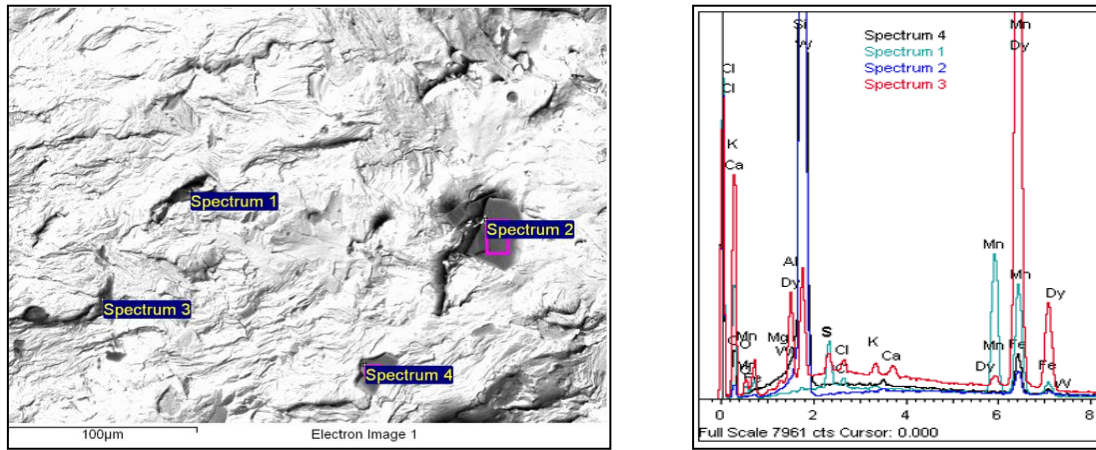 Spectrum 1
Spectrum 2
Spectrum 3
Spectrum 4
100µm Electron Image 1
Si Mn
W Dy
Spectrum 4
Spectrum 1
Spectrum 2
Spectrum 3
Cl
Cl
K
Ca
Al
Dy
Mn
Mg
S
Cl
K
Ca
Mn
Mn
Dy
Mn
Fe
Dy
Fe
W
Fe
0 2 4 6 8
Full Scale 7961 cts Cursor: 0.000